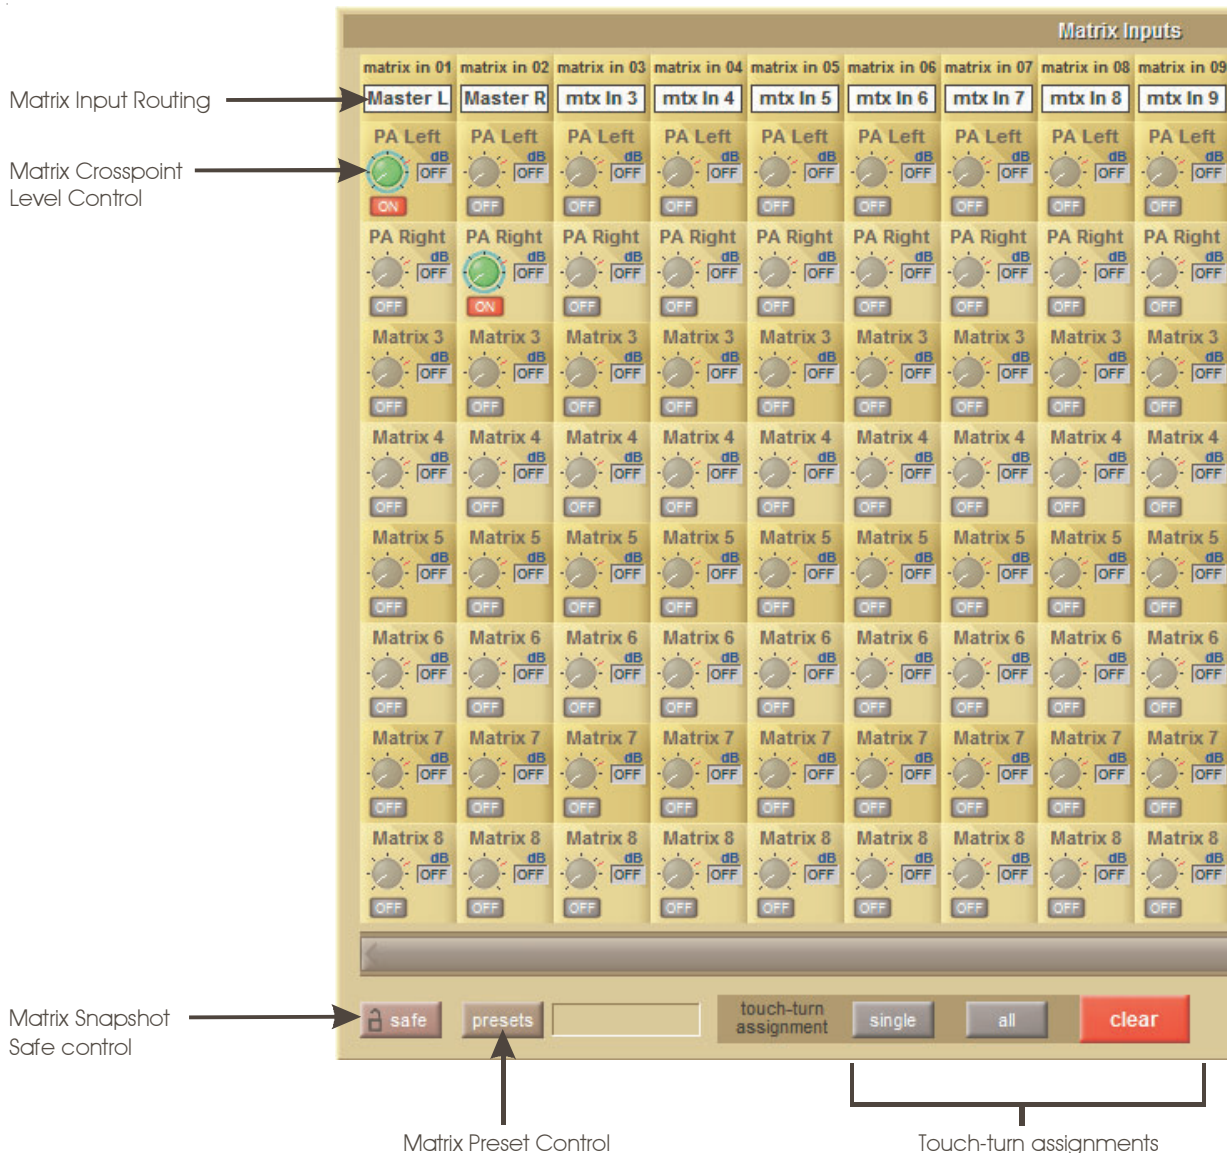 Matrix Inputs
matrix in 01 matrix in 02 matrix in 03 matrix in 04 matrix in 05 matrix in 06 matrix in 07 matrix in 08 matrix in 09
Matrix Input Routing
Master L Master R mtx In 3 mtx In 4 mtx In 5 mtx In 6 mtx In 7 mtx In 8 mtx In 9
PA Left PA Left PA Left PA Left PA Left PA Left PA Left PA Left PA Left
dB dB dB dB dB dB dB dB dB
Matrix Crosspoint
Level Control
OFF OFF OFF OFF OFF OFF OFF OFF OFF
ON OFF OFF OFF OFF OFF OFF OFF OFF
PA Right PA Right PA Right PA Right PA Right PA Right PA Right PA Right PA Right
dB dB dB dB dB dB dB dB dB
OFF OFF OFF OFF OFF OFF OFF OFF OFF
OFF ON OFF OFF OFF OFF OFF OFF OFF
Matrix 3 Matrix 3 Matrix 3 Matrix 3 Matrix 3 Matrix 3 Matrix 3 Matrix 3 Matrix 3
dB dB dB dB dB dB dB dB dB
OFF OFF OFF OFF OFF OFF OFF OFF OFF
OFF OFF OFF OFF OFF OFF OFF OFF OFF
Matrix 4 Matrix 4 Matrix 4 Matrix 4 Matrix 4 Matrix 4 Matrix 4 Matrix 4 Matrix 4
dB dB dB dB dB dB dB dB dB
OFF OFF OFF OFF OFF OFF OFF OFF OFF
OFF OFF OFF OFF OFF OFF OFF OFF OFF
Matrix 5 Matrix 5 Matrix 5 Matrix 5 Matrix 5 Matrix 5 Matrix 5 Matrix 5 Matrix 5
dB dB dB dB dB dB dB dB dB
OFF OFF OFF OFF OFF OFF OFF OFF OFF
OFF OFF OFF OFF OFF OFF OFF OFF OFF
Matrix 6 Matrix 6 Matrix 6 Matrix 6 Matrix 6 Matrix 6 Matrix 6 Matrix 6 Matrix 6
dB dB dB dB dB dB dB dB dB
OFF OFF OFF OFF OFF OFF OFF OFF OFF
OFF OFF OFF OFF OFF OFF OFF OFF OFF
Matrix 7 Matrix 7 Matrix 7 Matrix 7 Matrix 7 Matrix 7 Matrix 7 Matrix 7 Matrix 7
dB dB dB dB dB dB dB dB dB
OFF OFF OFF OFF OFF OFF OFF OFF OFF
OFF OFF OFF OFF OFF OFF OFF OFF OFF
Matrix 8 Matrix 8 Matrix 8 Matrix 8 Matrix 8 Matrix 8 Matrix 8 Matrix 8 Matrix 8
dB dB dB dB dB dB dB dB dB
OFF OFF OFF OFF OFF OFF OFF OFF OFF
OFF OFF OFF OFF OFF OFF OFF OFF OFF
Matrix Snapshot
Safe control
safe presets
touch-turn
assignment
single all clear
Matrix Preset Control
Touch-turn assignments